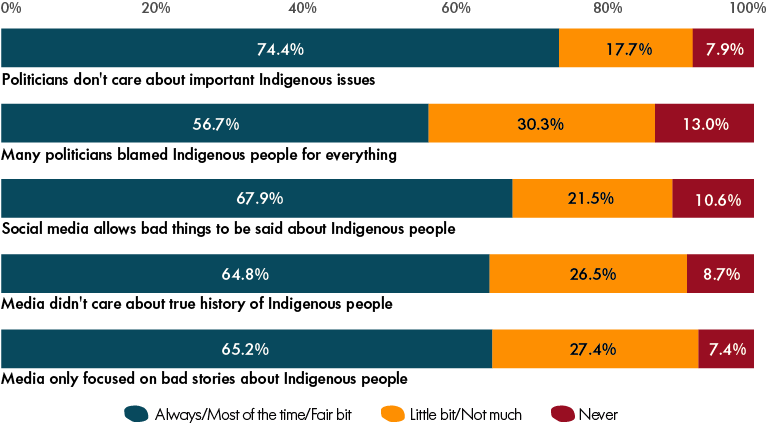 0% 20% 40% 60% 80% 100%
74.4% 17.7% 7.9%
Politicians don't care about important Indigenous issues
56.7% 30.3% 13.0%
Many politicians blamed Indigenous people for everything
67.9% 21.5% 10.6%
Social media allows bad things to be said about Indigenous people
64.8% 26.5% 8.7%
Media didn't care about true history of Indigenous people
65.2% 27.4% 7.4%
Media only focused on bad stories about Indigenous people
Always/Most of the time/Fair bit Little bit/Not much Never